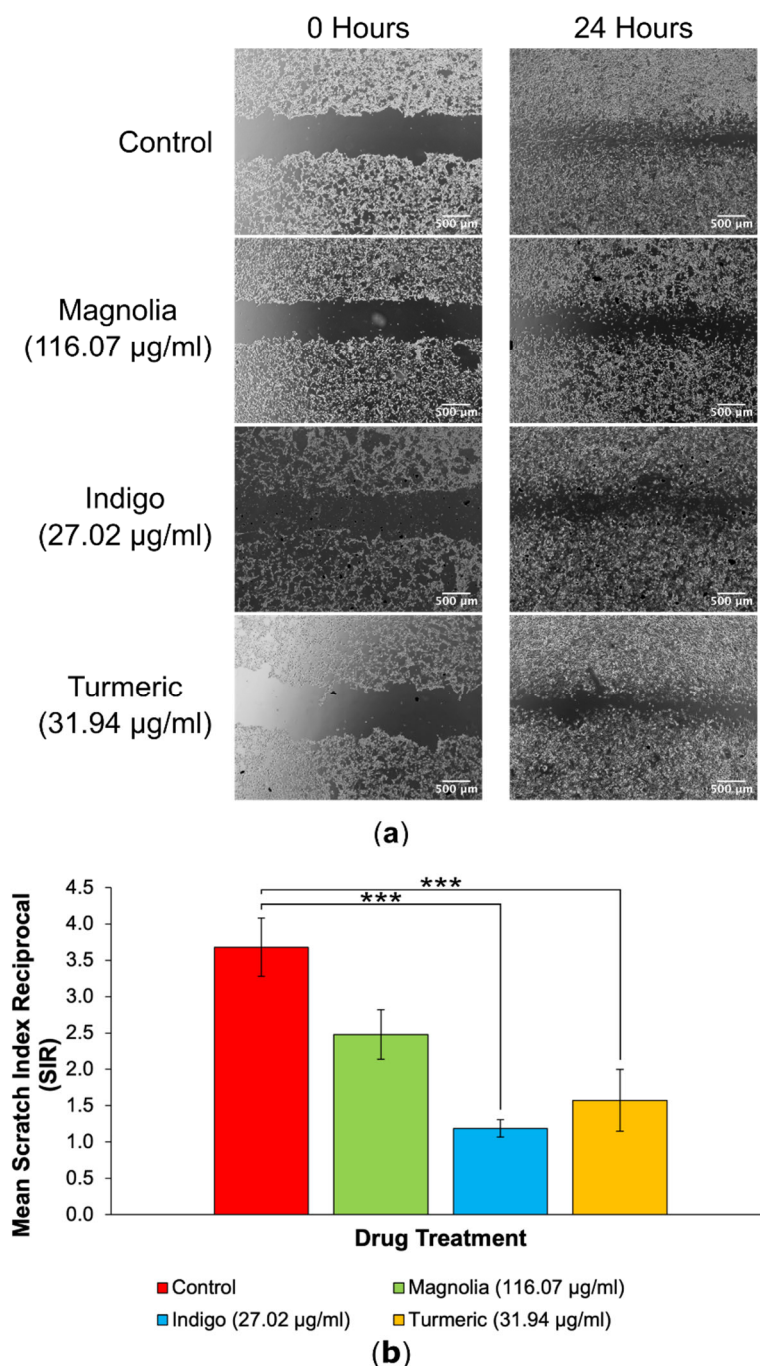 0 Hours 24 Hours
Control
500 µm 500 µm
Magnolia
(116.07 µg/ml)
500 µm 500 µm
Indigo
(27.02 µg/ml)
500 µm 500 µm
Turmeric
(31.94 µg/ml)
500 µm 500 µm
(a)
Mean Scratch Index Reciprocal
(SIR)
4.5
4.0
3.5
3.0
2.5
2.0
1.5
1.0
0.5
0.0
***
***
Drug Treatment
Control Magnolia (116.07 µg/ml)
Indigo (27.02 µg/ml) Turmeric (31.94 µg/ml)
(b)